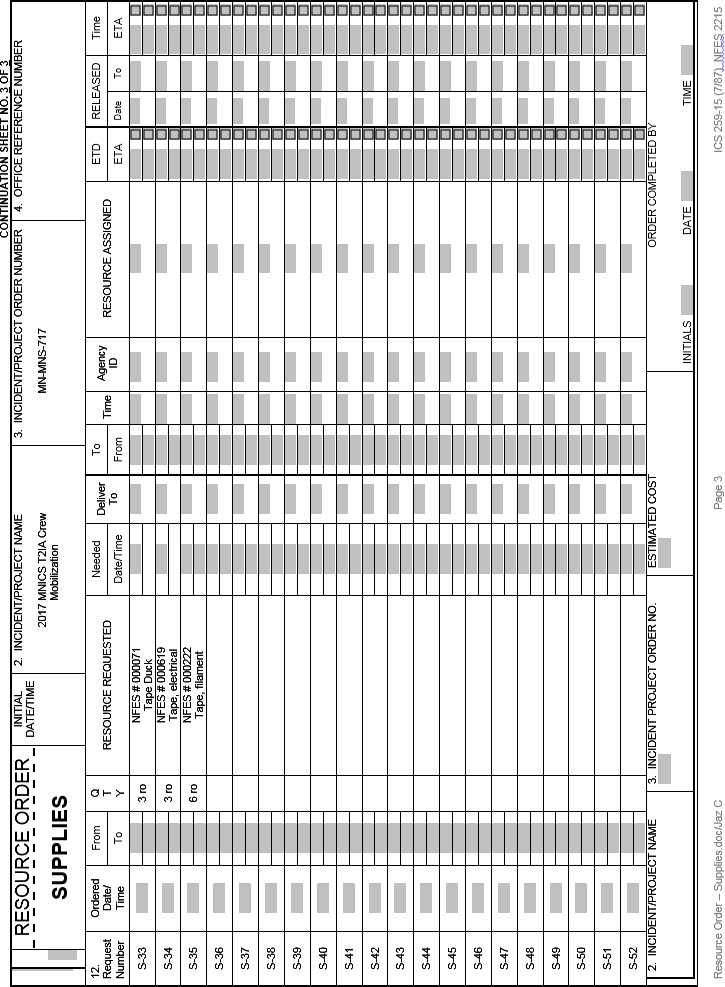 CONTINUATION SHEET NO. 3 OF 3
RESOURCE ORDER
SUPPLIES
INITIAL
DATE/TIME
2. INCIDENT/PROJECT NAME
2017 MNICS T2IA Crew
Mobilization
3. INCIDENT/PROJECT ORDER NUMBER
MN-MNS-717
4. OFFICE REFERENCE NUMBER
12.
Request
Number
Ordered
Date/
Time
From
To
Q
T
Y
RESOURCE REQUESTED
Needed
Date/Time
Deliver
To
To
From
Time
Agency
ID
RESOURCE ASSIGNED
ETD
ETA
RELEASED
Date
To
Time
ETA
S-33
3 ro
NFES # 000071
Tape Duck
S-34
3 ro
NFES # 000619
Tape, electrical
S-35
6 ro
NFES # 000222
Tape, filament
S-36
S-37
S-38
S-39
S-40
S-41
S-42
S-43
S-44
S-45
S-46
S-47
S-48
S-49
S-50
S-51
S-52
2. INCIDENT/PROJECT NAME
3. INCIDENT PROJECT ORDER NO.
ESTIMATED COST
ORDER COMPLETED BY
INITIALS
DATE
TIME
Resource Order – Supplies.doc/Jaz C
Page 3
ICS 259-15 (7/87) NFES 2215